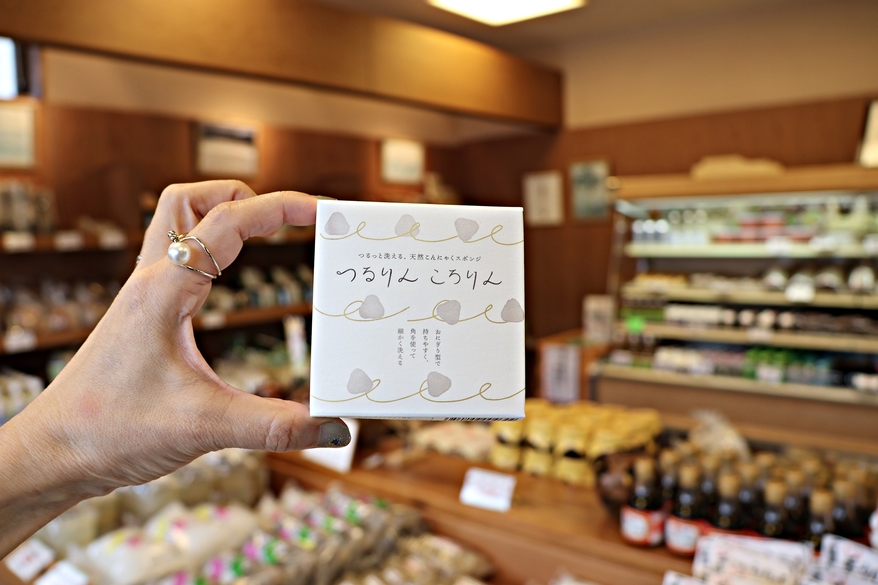 つるっと洗える、天然こんにゃくスポンジ
つるりん ころりん
おにぎり型で
持ちやすく、
角を使って
細かく洗える